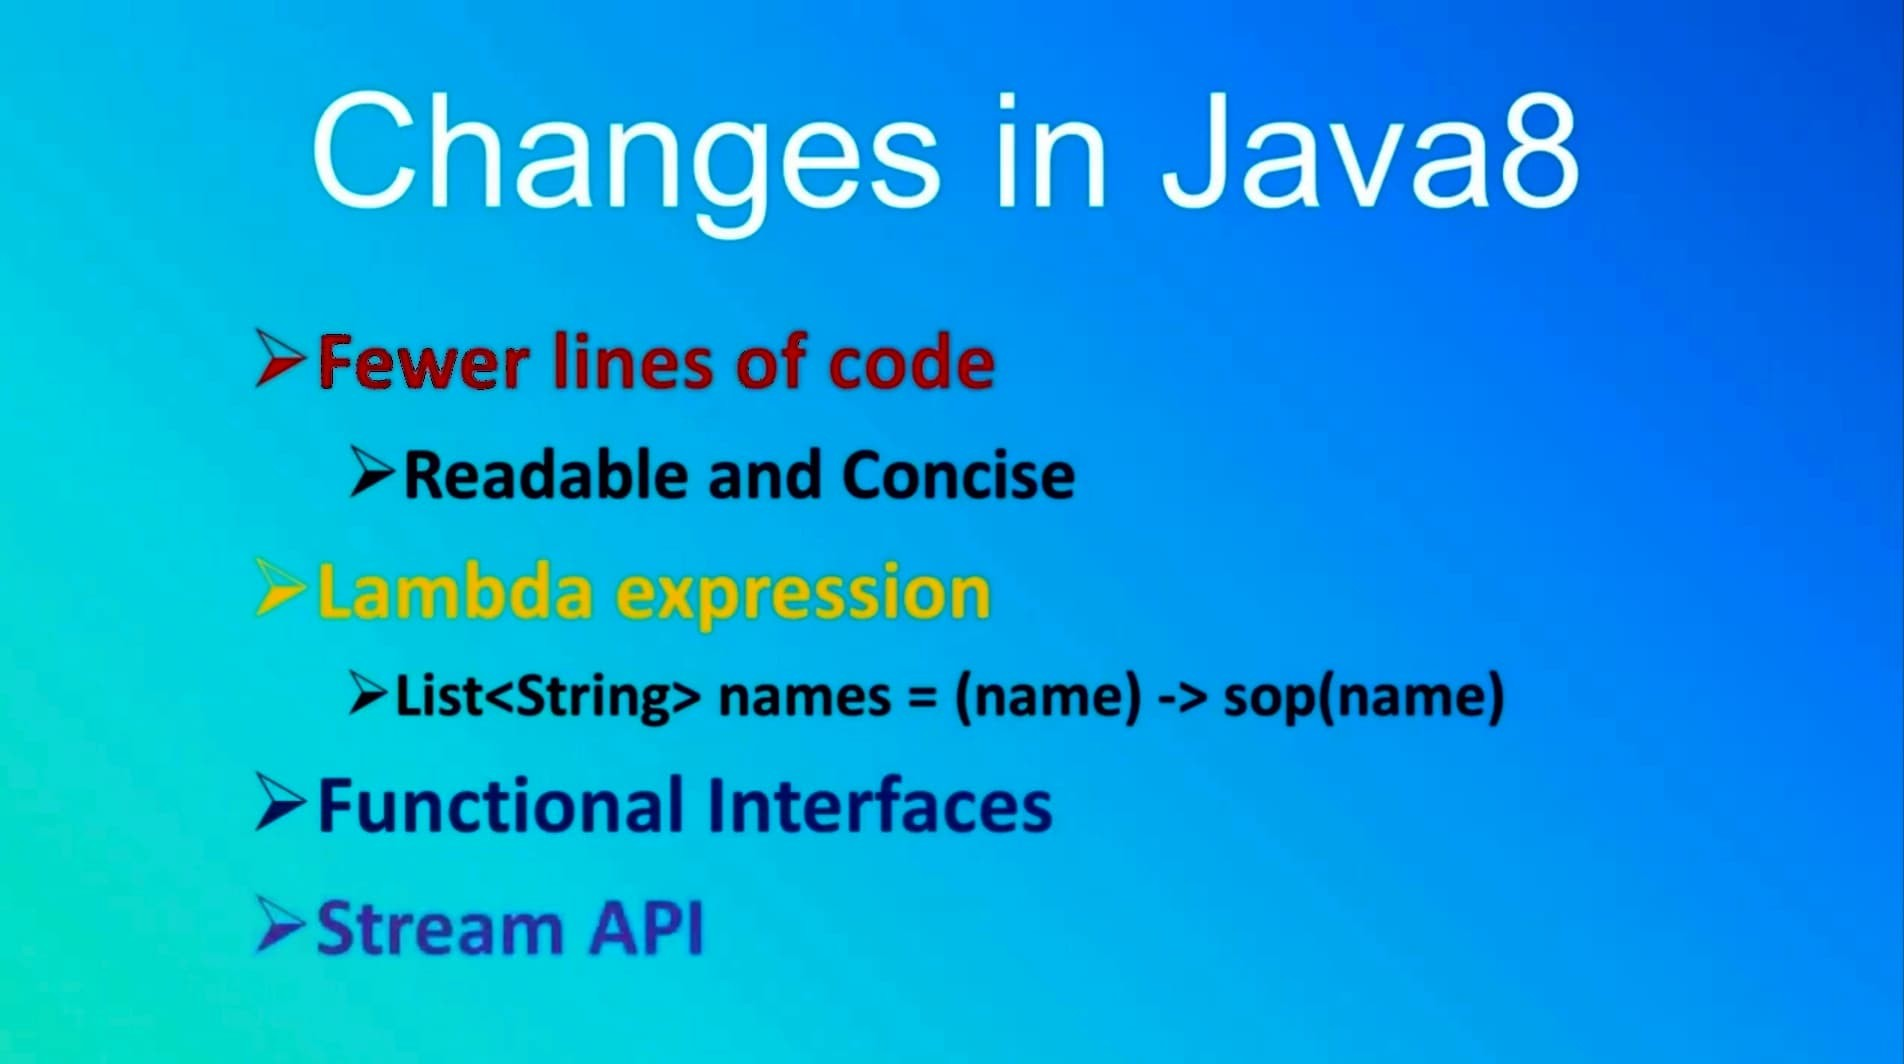 Changes in Java8
➢Fewer lines of code
➢Readable and Concise
➢Lambda expression
➢List<String> names = (name) -> sop(name)
➢Functional Interfaces
➢Stream API